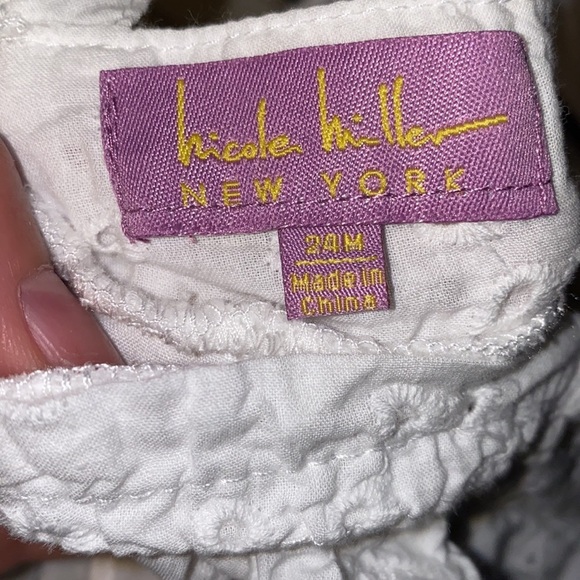 nicole miller
NEW YORK
24M
Made in
China